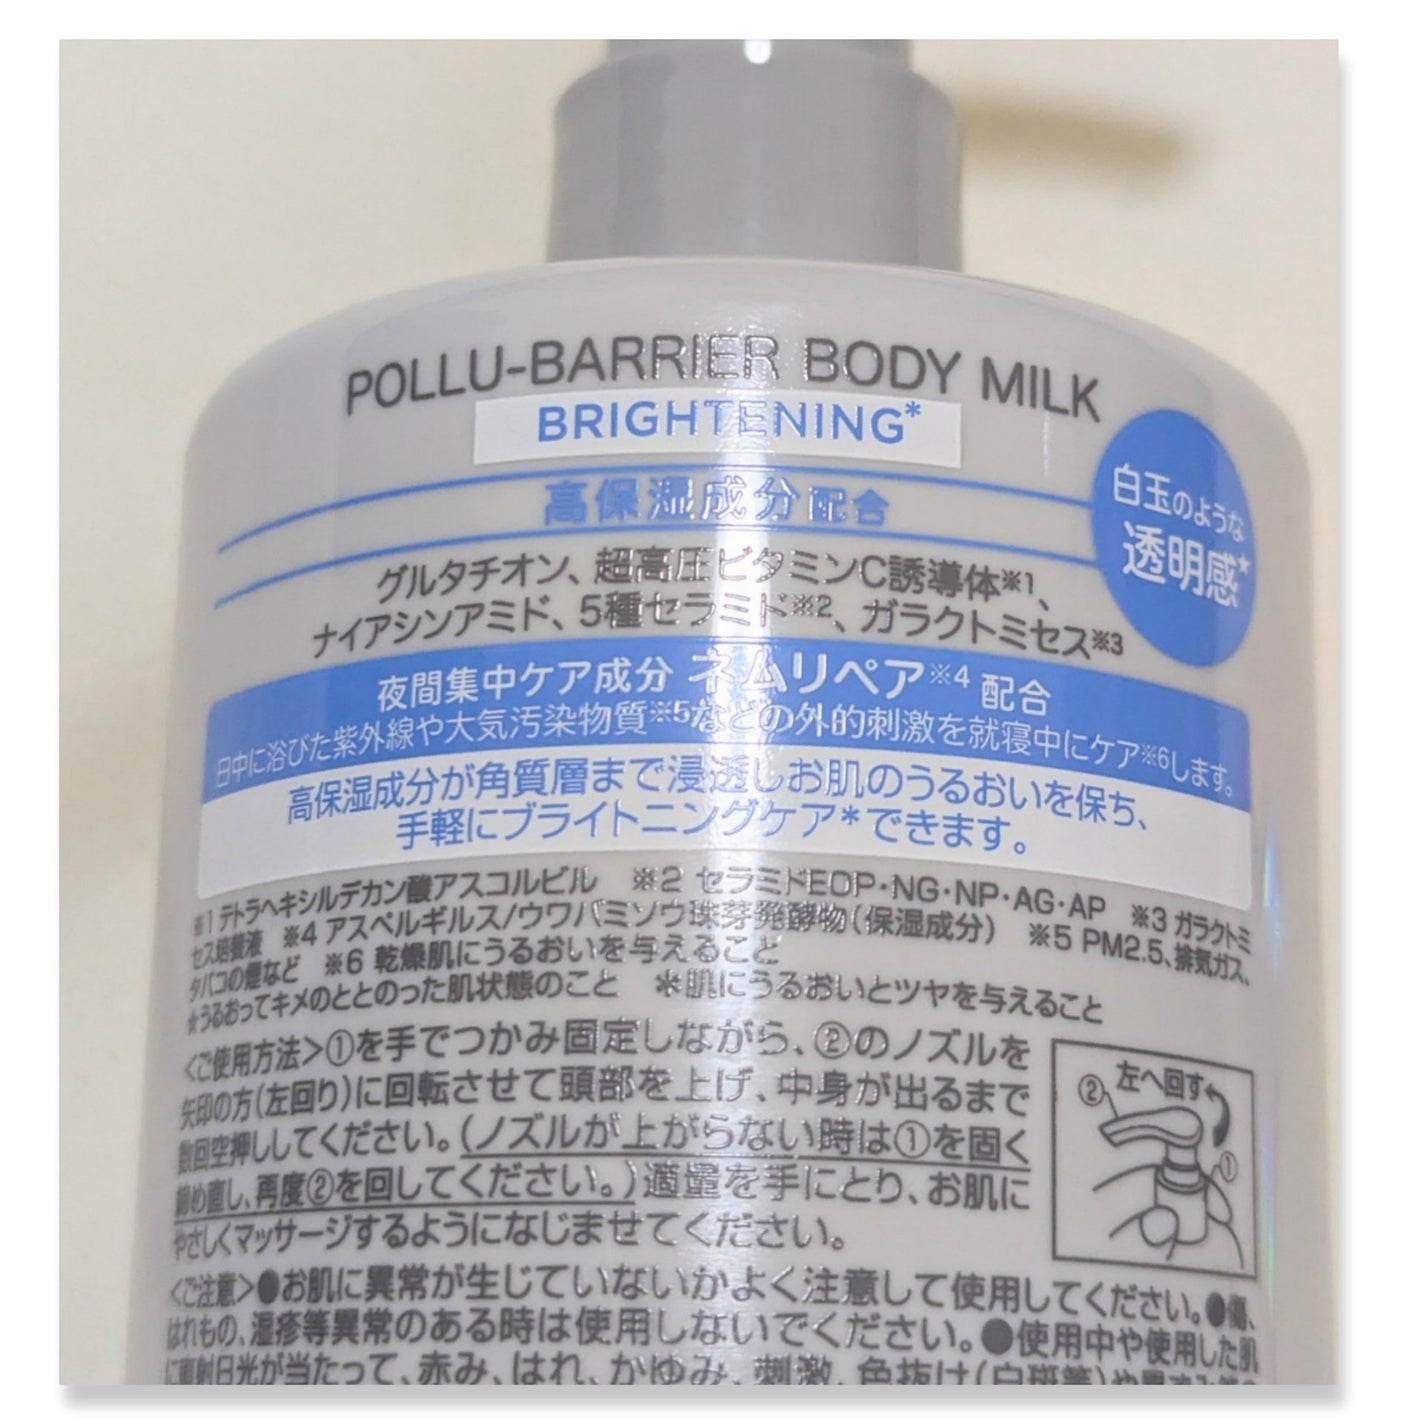 POLLU-BARRIER BODY MILK
BRIGHTENING*
高保湿成分配合
白玉のような
透明感★
グルタチオン、超高圧ビタミンC誘導体※1、
ナイアシンアミド、5種セラミド※2、ガラクトミセス※3
夜間集中ケア成分 ネムリペア※4 配合
日中に浴びた紫外線や大気汚染物質※5などの外的刺激を就寝中にケア※6します。
高保湿成分が角質層まで浸透しお肌のうるおいを保ち、
手軽にブライトニングケア*できます。
※1 テトラヘキシルデカン酸アスコルビル ※2 セラミドEOP・NG・NP・AG・AP ※3 ガラクトミ
セス培養液 ※4 アスペルギルス/ウワバミソウ珠芽発酵物(保湿成分) ※5 PM2.5、排気ガス、
タバコの煙など ※6 乾燥肌にうるおいを与えること
★うるおってキメのととのった肌状態のこと *肌にうるおいとツヤを与えること
<ご使用方法>①を手でつかみ固定しながら、②のノズルを
矢印の方(左回り)に回転させて頭部を上げ、中身が出るまで
数回空押ししてください。(ノズルが上がらない時は①を固く
締め直し、再度②を回してください。)適量を手にとり、お肌に
やさしくマッサージするようになじませてください。
②
左へ回す
①
<ご注意>●お肌に異常が生じていないかよく注意して使用してください。●傷、
はれもの、湿疹等異常のある時は使用しないでください。●使用中や使用した肌
に直射日光が当たって、赤み、はれ、かゆみ、刺激、色抜け(白斑等)や黒ずみ等の